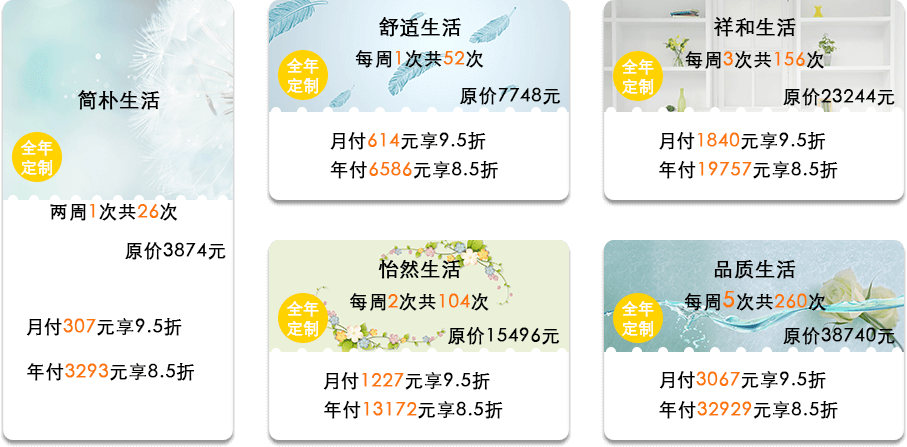 简朴生活
全年
定制
两周1次共26次
原价3874元
月付307元享9.5折
年付3293元享8.5折
舒适生活
每周1次共52次
全年
定制
原价7748元
月付614元享9.5折
年付6586元享8.5折
祥和生活
每周3次共156次
全年
定制
原价23244元
月付1840元享9.5折
年付19757元享8.5折
怡然生活
每周2次共104次
全年
定制
原价15496元
月付1227元享9.5折
年付13172元享8.5折
品质生活
每周5次共260次
全年
定制
原价38740元
月付3067元享9.5折
年付32929元享8.5折